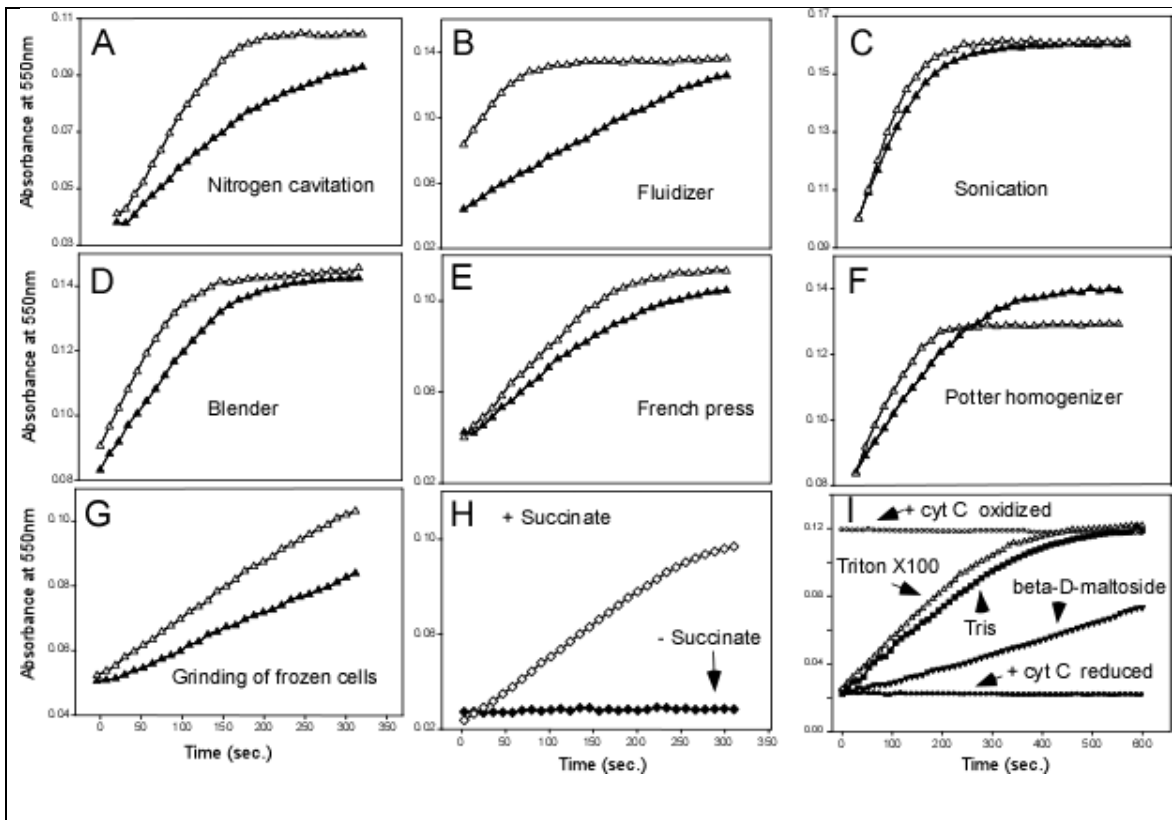 Absorbance at 550nm
0.11
0.09
0.07
0.05
0.03
A
Nitrogen cavitation
0.14
0.10
0.06
0.02
B
Fluidizer
0.17
0.15
0.13
0.11
0.09
C
Sonication
Absorbance at 550nm
0.14
0.12
0.10
0.08
D
Blender
0.10
0.06
0.02
E
French press
0.14
0.12
0.10
0.08
F
Potter homogenizer
Absorbance at 550nm
0.10
0.08
0.06
0.04
G
Grinding of frozen cells
0 50 100 150 200 250 300 350
Time (sec.)
0.10
0.06
0.02
H
+ Succinate
- Succinate
0 50 100 150 200 250 300 350
Time (sec.)
0.12
0.08
0.04
0.00
I
+ cyt C oxidized
Triton X100
beta-D-maltoside
Tris
+ cyt C reduced
0 100 200 300 400 500 600
Time (sec.)